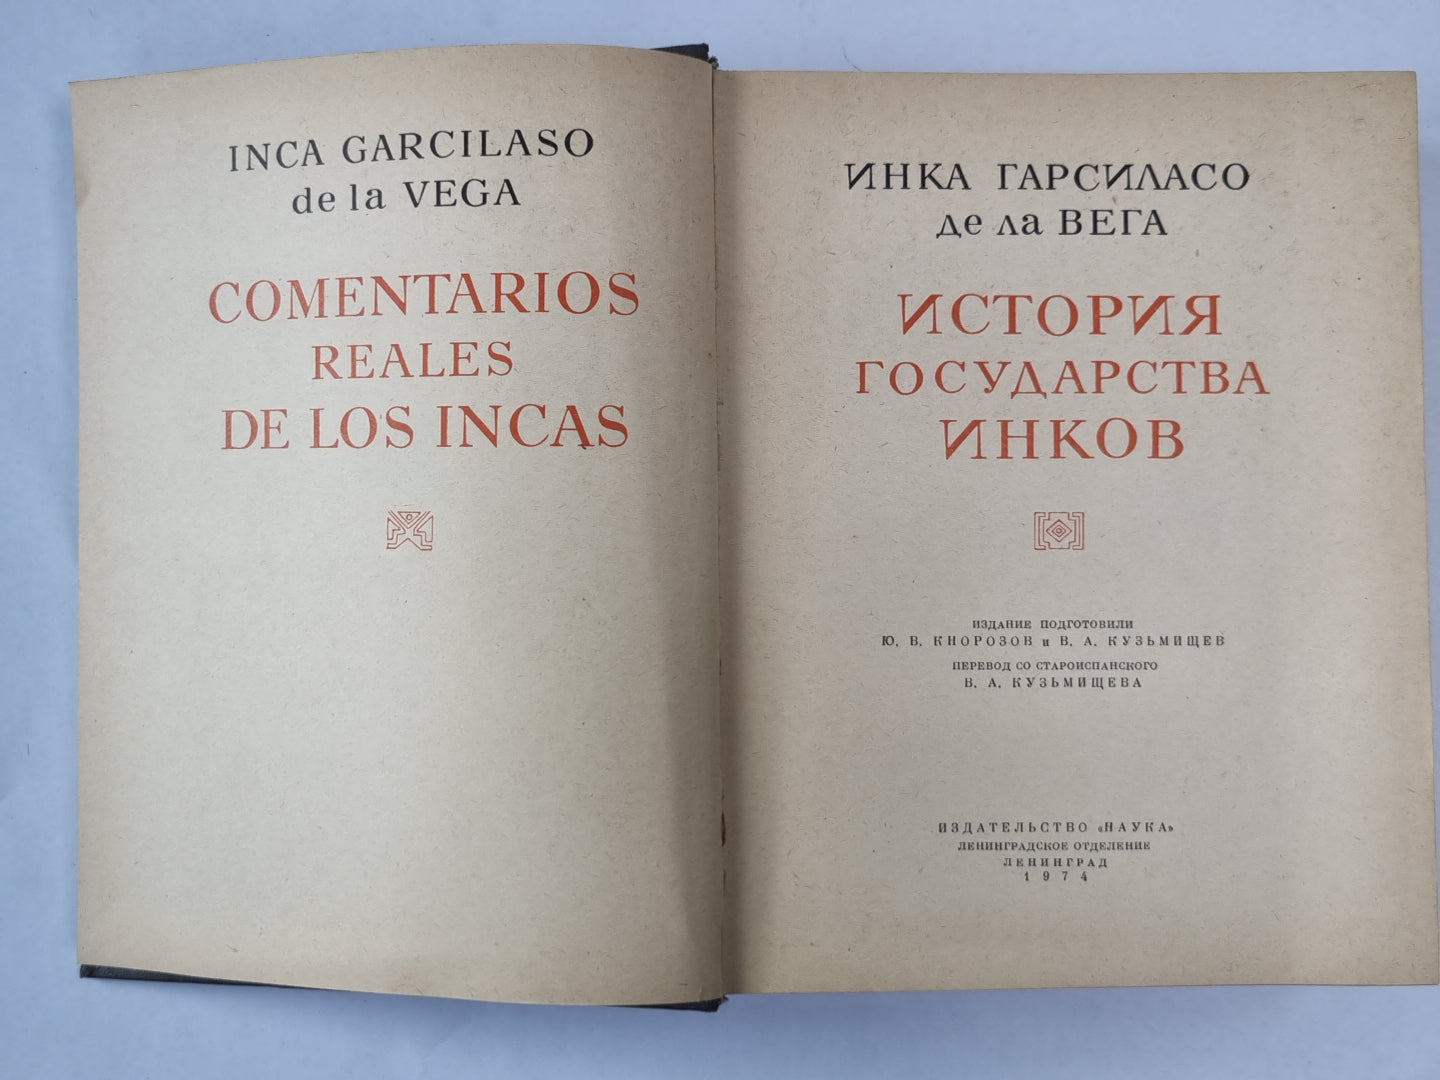 INCA GARCILASO
de la VEGA
COMENTARIOS
REALES
DE LOS INCAS
ИНКА ГАРСИЛАСО
де ла ВЕГА
ИСТОРИЯ
ГОСУДАРСТВА
ИНКОВ
ИЗДАНИЕ ПОДГОТОВИЛИ
Ю. В. КНОРОЗОВ и В. А. КУЗЬМИЩЕВ
ПЕРЕВОД СО СТАРОИСПАНСКОГО
В. А. КУЗЬМИЩЕВА
ИЗДАТЕЛЬСТВО «НАУКА»
ЛЕНИНГРАДСКОЕ ОТДЕЛЕНИЕ
ЛЕНИНГРАД
1974